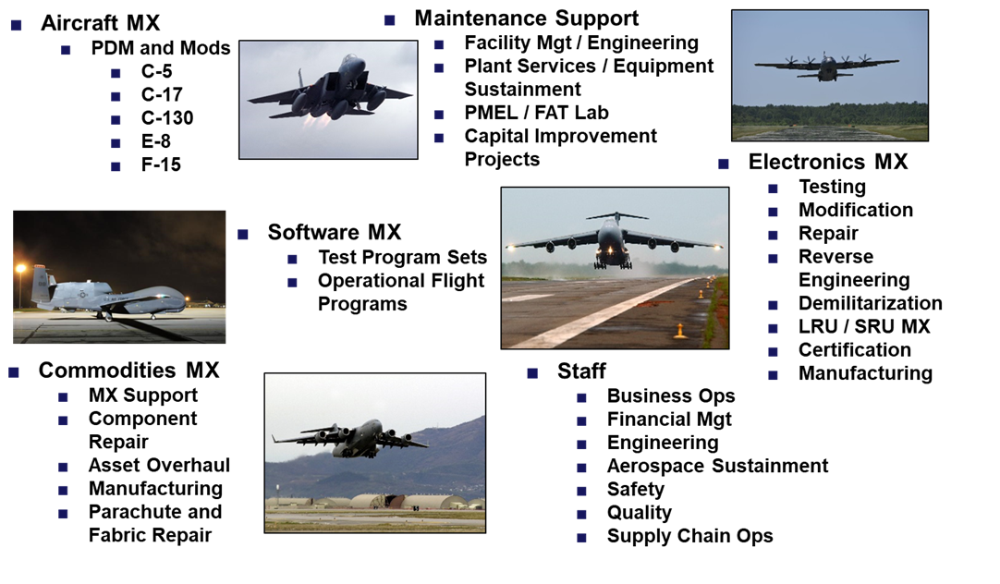 Aircraft MX
PDM and Mods
C-5
C-17
C-130
E-8
F-15
Maintenance Support
Facility Mgt / Engineering
Plant Services / Equipment
Sustainment
PMEL / FAT Lab
Capital Improvement
Projects
Electronics MX
Testing
Modification
Repair
Reverse
Engineering
Demilitarization
LRU / SRU MX
Certification
Manufacturing
Software MX
Test Program Sets
Operational Flight
Programs
Commodities MX
MX Support
Component
Repair
Asset Overhaul
Manufacturing
Parachute and
Fabric Repair
Staff
Business Ops
Financial Mgt
Engineering
Aerospace Sustainment
Safety
Quality
Supply Chain Ops